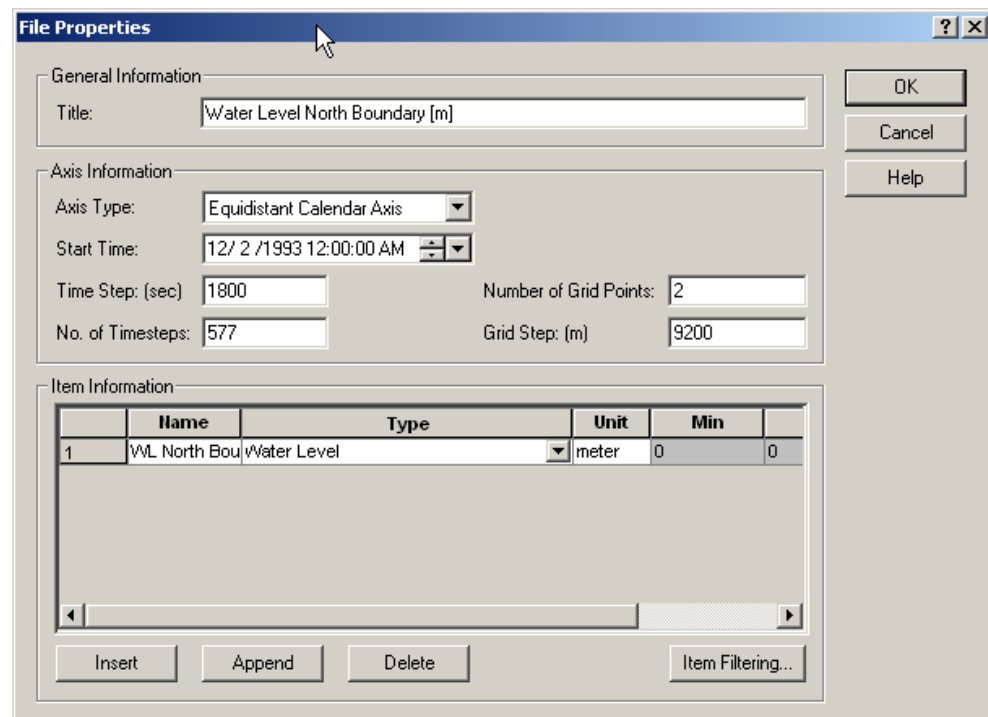 File Properties
General Information
Title: Water Level North Boundary [m]
OK
Cancel
Help
Axis Information
Axis Type: Equidistant Calendar Axis
Start Time: 12/ 2 /1993 12:00:00 AM
Time Step: (sec) 1800 Number of Grid Points: 2
No. of Timesteps: 577 Grid Step: (m) 9200
Item Information
Name Type Unit Min
1 WL North Bou Water Level meter 0 0
Insert Append Delete Item Filtering...